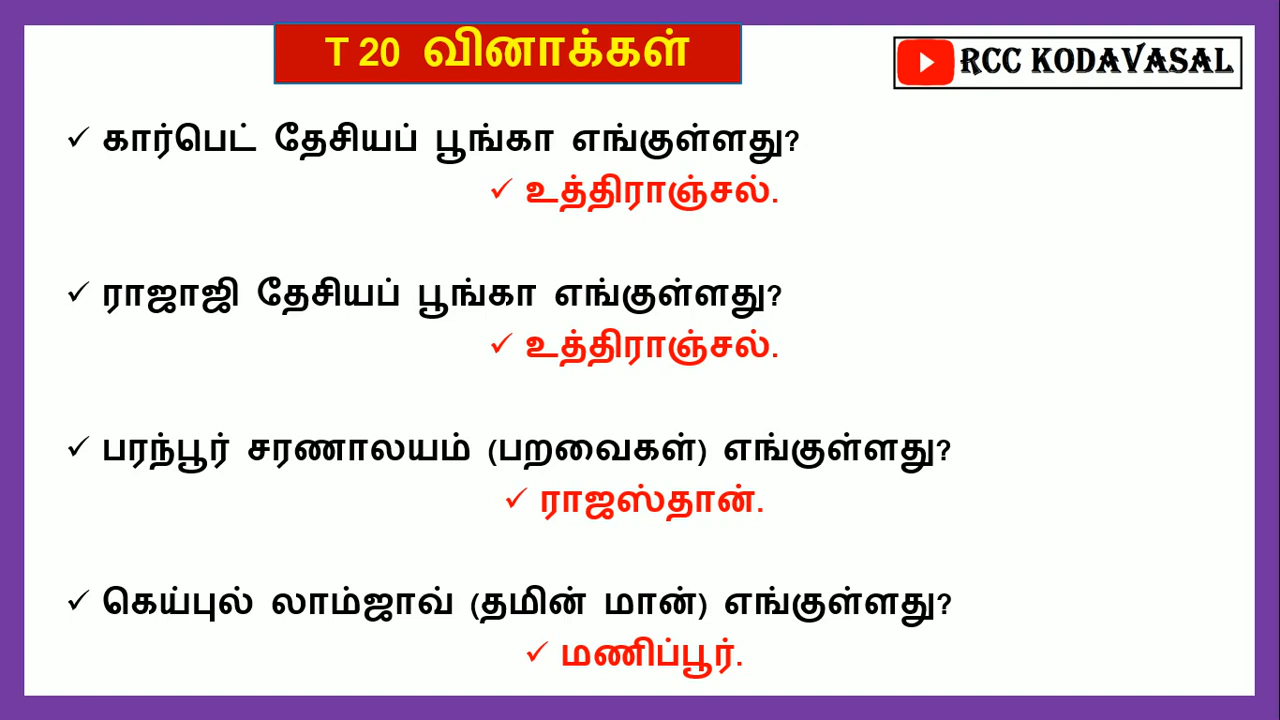 T 20 வினாக்கள்
RCC KODAVASAL
✓ கார்பெட் தேசியப் பூங்கா எங்குள்ளது?
✓ உத்திராஞ்சல்.
✓ ராஜாஜி தேசியப் பூங்கா எங்குள்ளது?
✓ உத்திராஞ்சல்.
✓ பரந்பூர் சரணாலயம் (பறவைகள்) எங்குள்ளது?
✓ ராஜஸ்தான்.
✓ கெய்புல் லாம்ஜாவ் (தமின் மான்) எங்குள்ளது?
✓ மணிப்பூர்.